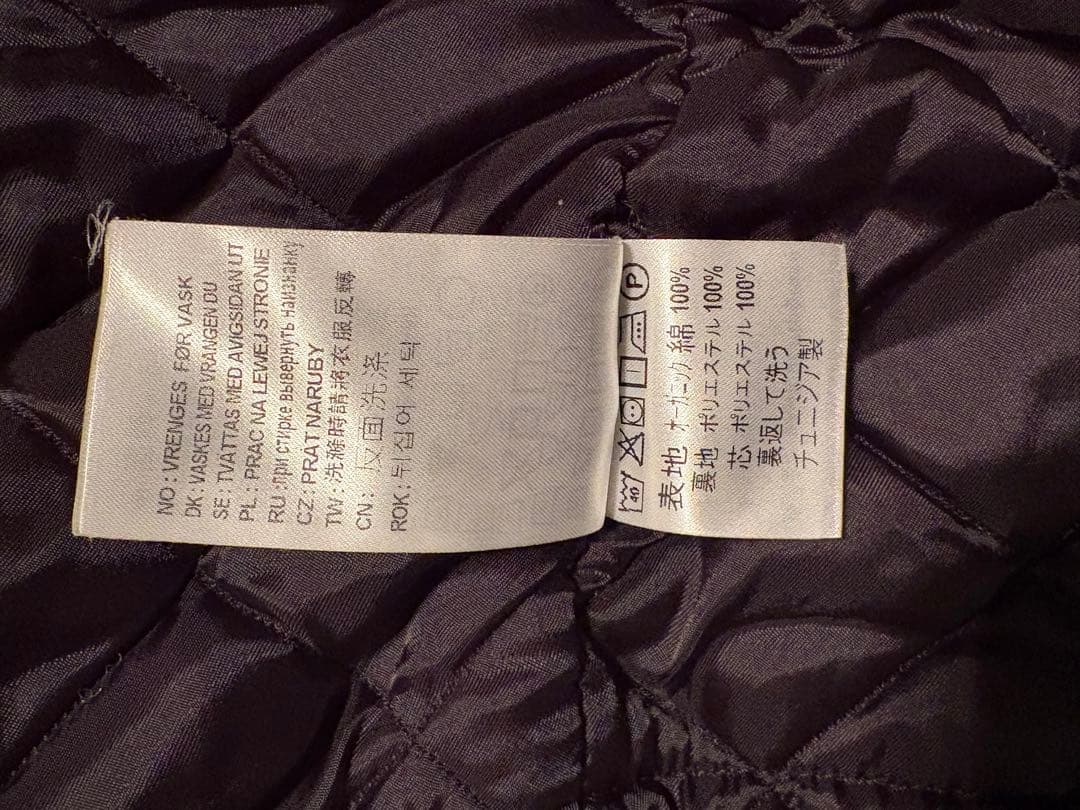 NO : VRENGES FØR VASK
DK VASKES MED VRANGEN DU
SE : TVATTAS MED AVIGSIDAN UT
PL : PRAC NA LEWEJ STRONIE
RU :при стирке вывернуть наизнанку
CZ : PRAT NARUBY
TW : 洗滌時請將衣服反轉
CN : 反面洗涤
ROK : 뒤집어 세탁
40 P
表地 オーガニック綿 100%
裏地 ポリエステル 100%
芯 ポリエステル 100%
裏返して洗う
チュニジア製